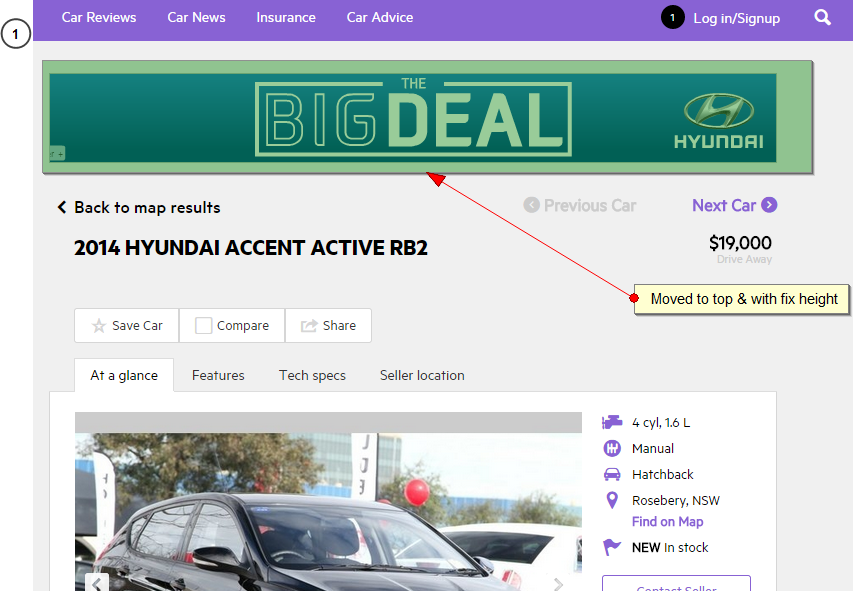 1
Car Reviews Car News Insurance Car Advice 1 Log in/Signup
THE
BIG DEAL
HYUNDAI
Back to map results Previous Car Next Car
2014 HYUNDAI ACCENT ACTIVE RB2 $19,000
Drive Away
Moved to top & with fix height
Save Car Compare Share
At a glance Features Tech specs Seller location
4 cyl, 1.6 L
Manual
Hatchback
Rosebery, NSW
Find on Map
NEW In stock
Contact Seller